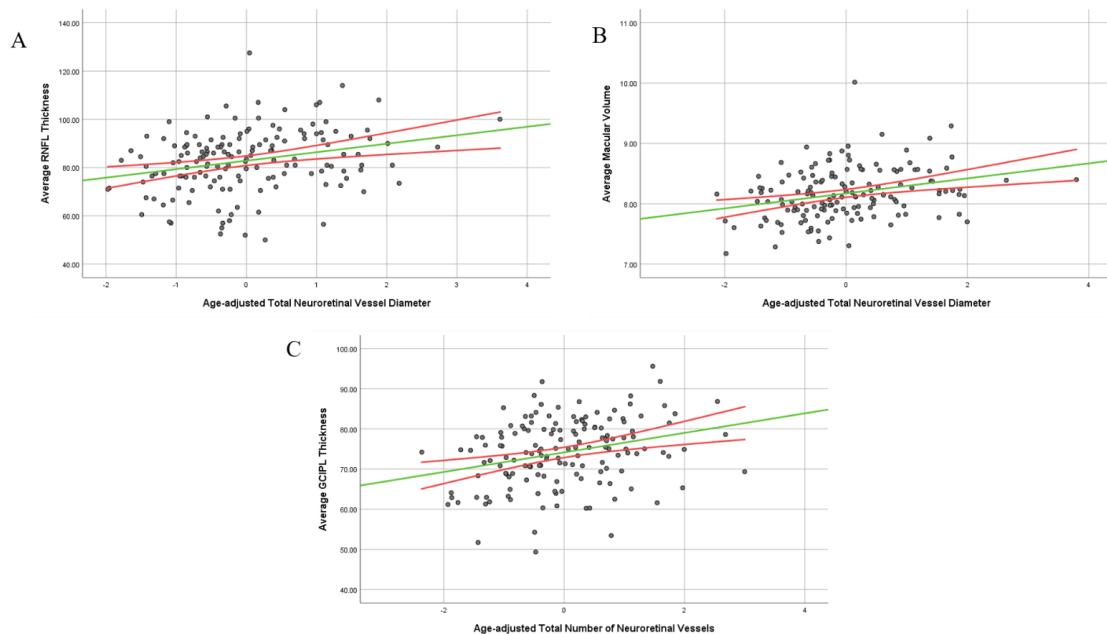 A
Average RNFL Thickness
140.00
120.00
100.00
80.00
60.00
40.00
-2 -1 0 1 2 3 4
Age-adjusted Total Neuroretinal Vessel Diameter
B
Average Macular Volume
11.00
10.00
9.00
8.00
7.00
-2 0 2 4
Age-adjusted Total Neuroretinal Vessel Diameter
C
Average GCIPL Thickness
100.00
90.00
80.00
70.00
60.00
50.00
40.00
-2 0 2 4
Age-adjusted Total Number of Neuroretinal Vessels